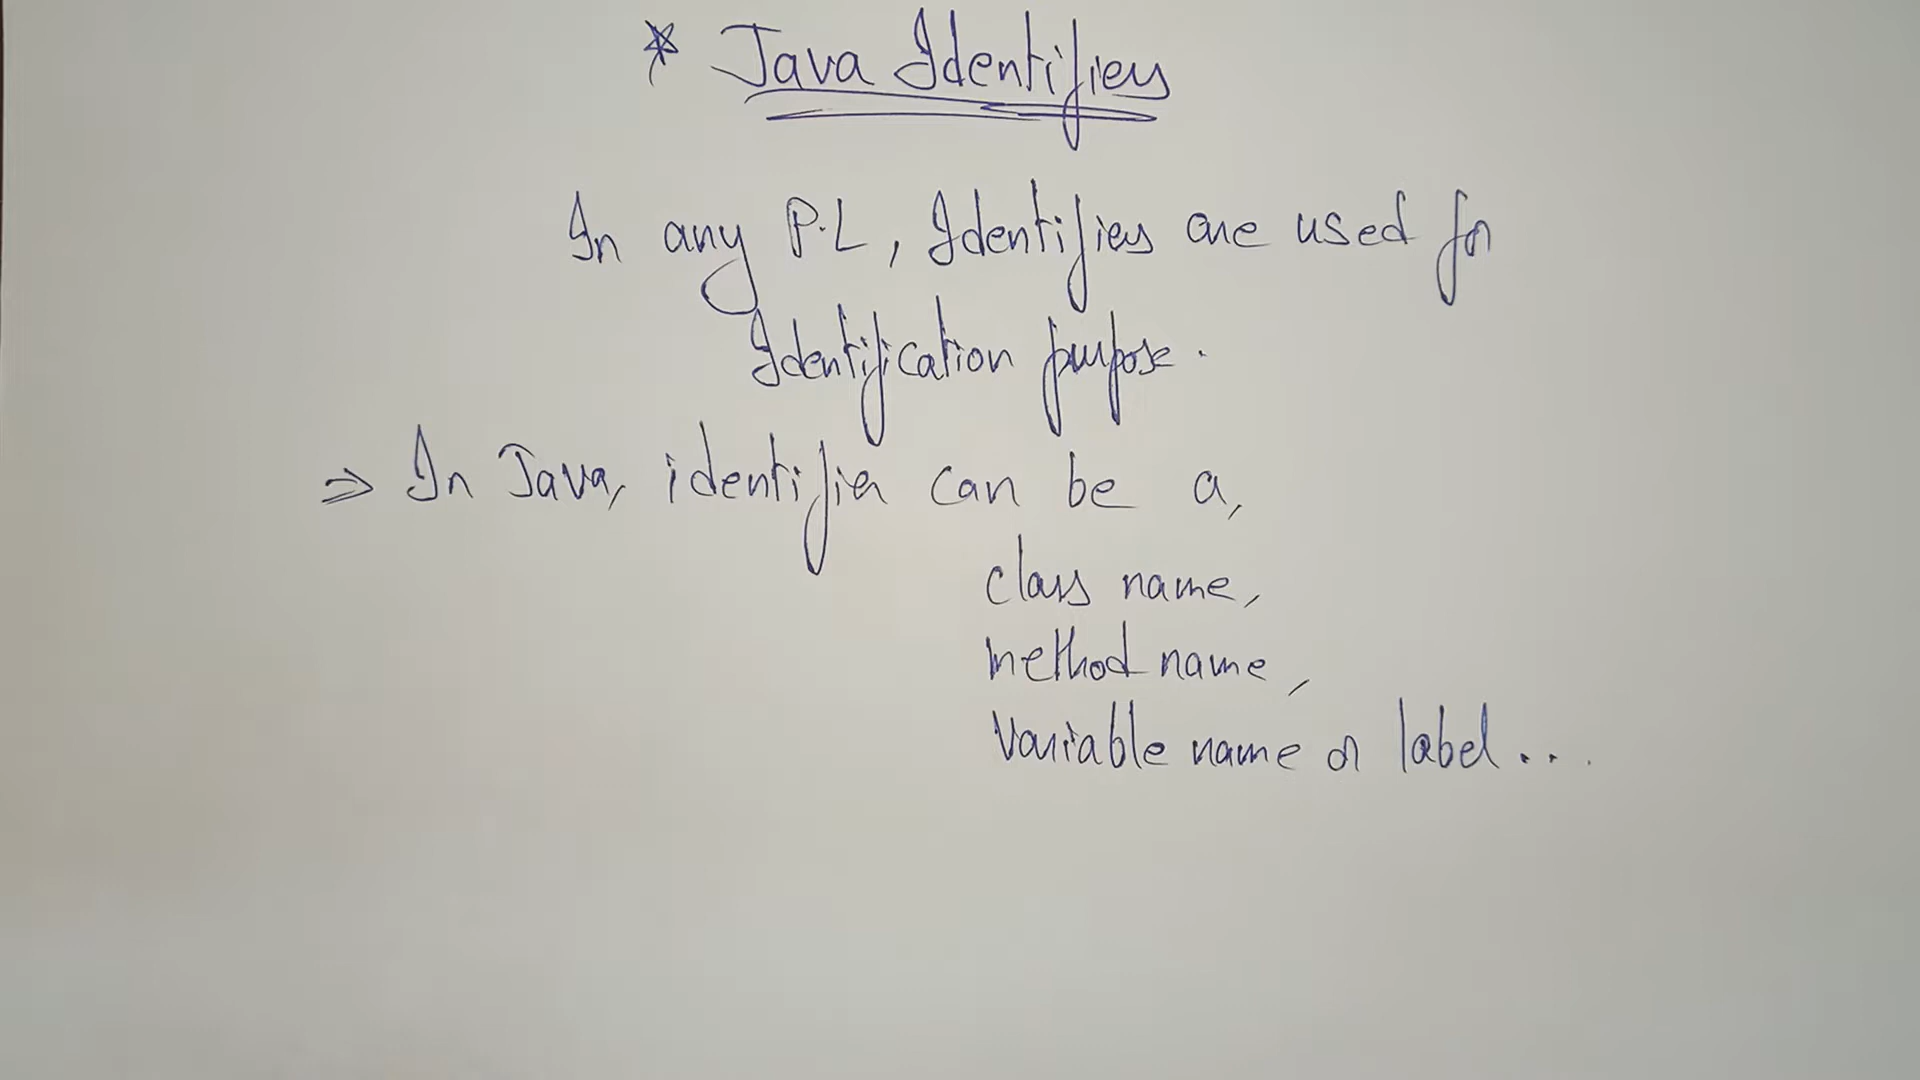 * Java Identifiers
In any P.L, Identifiers are used for
Identification purpose.
⇒ In Java, identifier can be a,
class name,
method name,
Variable name or label...